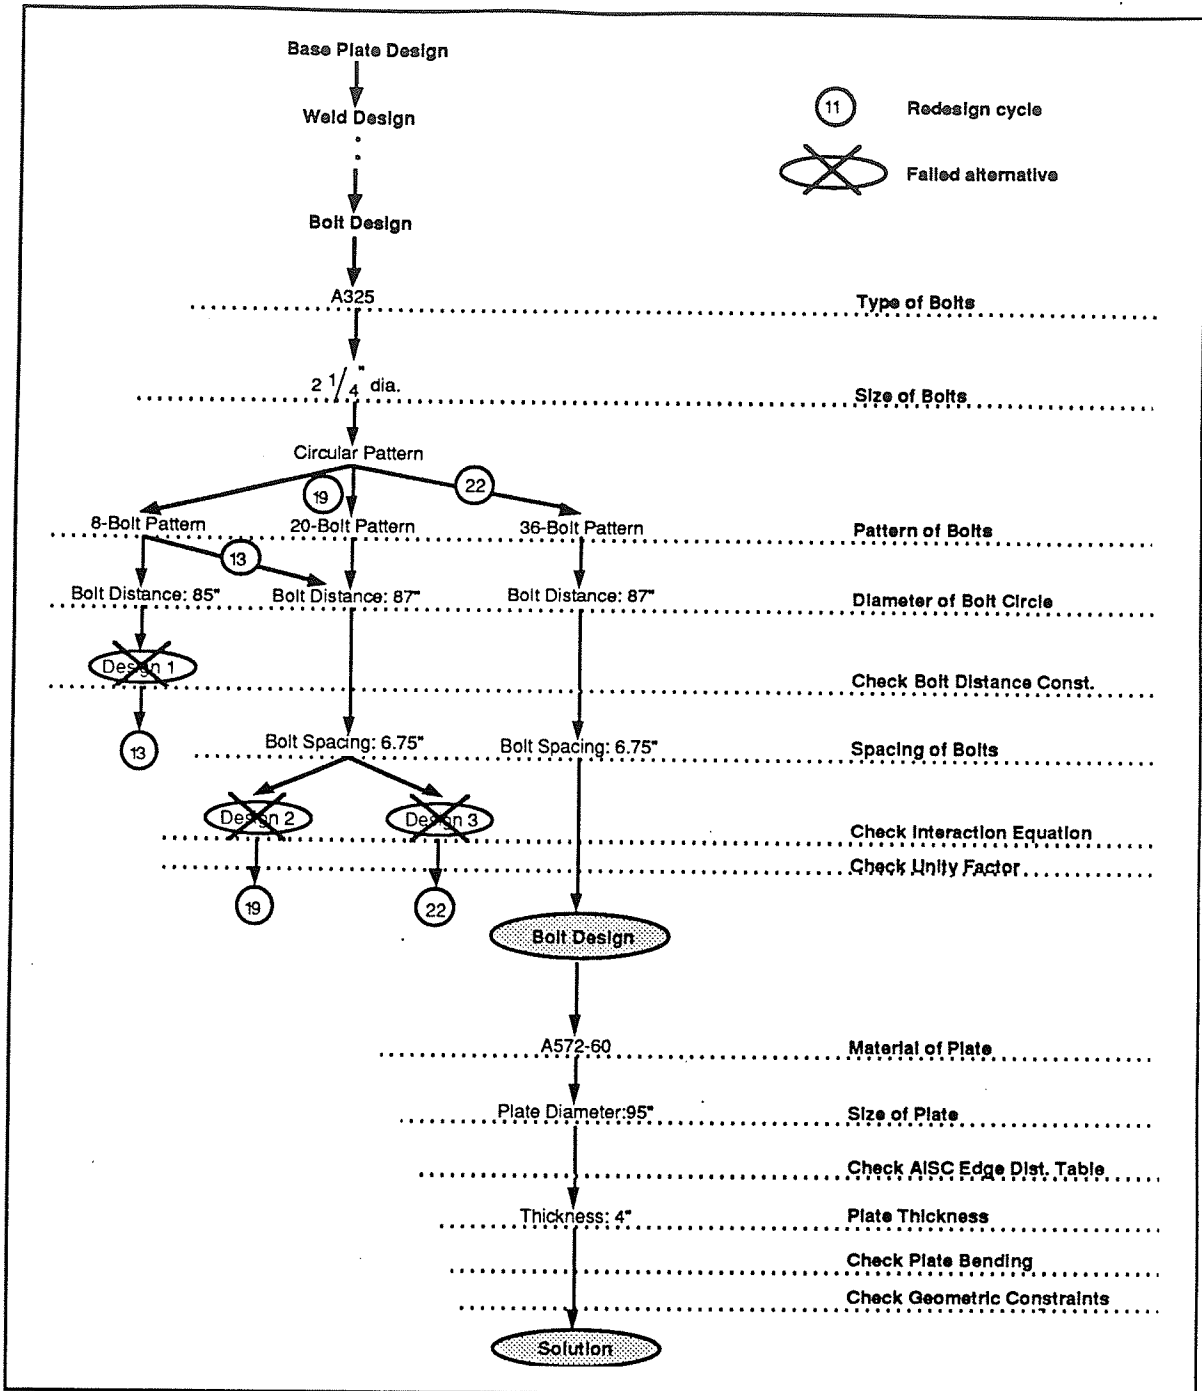 Base Plate Design
Weld Design
11
Redesign cycle
Failed alternative
Bolt Design
A325
Type of Bolts
2 1/4" dia.
Size of Bolts
Circular Pattern
19
22
8-Bolt Pattern
20-Bolt Pattern
36-Bolt Pattern
Pattern of Bolts
13
Bolt Distance: 85"
Bolt Distance: 87"
Bolt Distance: 87"
Diameter of Bolt Circle
Design 1
Check Bolt Distance Const.
13
Bolt Spacing: 6.75"
Bolt Spacing: 6.75"
Spacing of Bolts
Design 2
Design 3
Check Interaction Equation
Check Unity Factor
19
22
Bolt Design
A572-60
Material of Plate
Plate Diameter:95"
Size of Plate
Check AISC Edge Dist. Table
Thickness: 4"
Plate Thickness
Check Plate Bending
Check Geometric Constraints
Solution